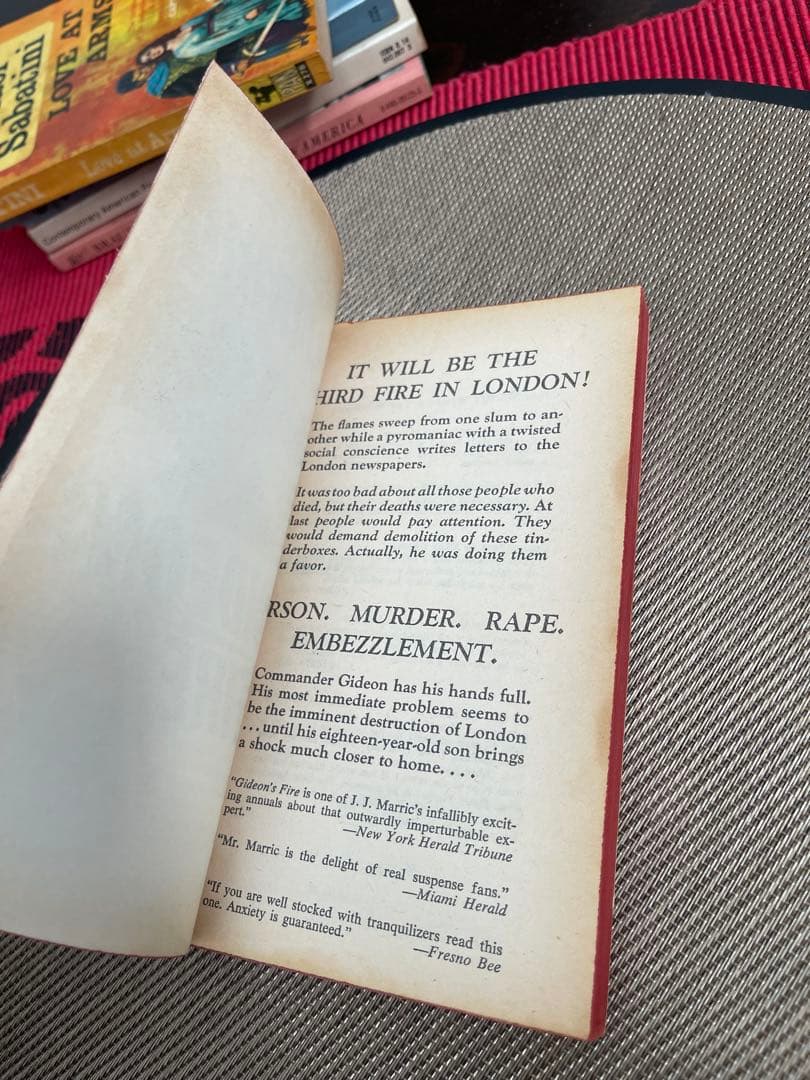 Sabatini
LOVE AT
ARMS
PAN
Love at
INI
Contemporary American
AMERICA
IT WILL BE THE
HIRD FIRE IN LONDON!
The flames sweep from one slum to an-
other while a pyromaniac with a twisted
social conscience writes letters to the
London newspapers.
It was too bad about all those people who
died, but their deaths were necessary. At
last people would pay attention. They
would demand demolition of these tin-
derboxes. Actually, he was doing them
a favor.
RSON. MURDER. RAPE.
EMBEZZLEMENT.
Commander Gideon has his hands full.
His most immediate problem seems to
be the imminent destruction of London
...until his eighteen-year-old son brings
a shock much closer to home....
"Gideon's Fire is one of J. J. Marric's infallibly excit-
ing annuals about that outwardly imperturbable ex-
pert."
—New York Herald Tribune
"Mr. Marric is the delight of real suspense fans."
—Miami Herald
"If you are well stocked with tranquilizers read this
one. Anxiety is guaranteed."
—Fresno Bee